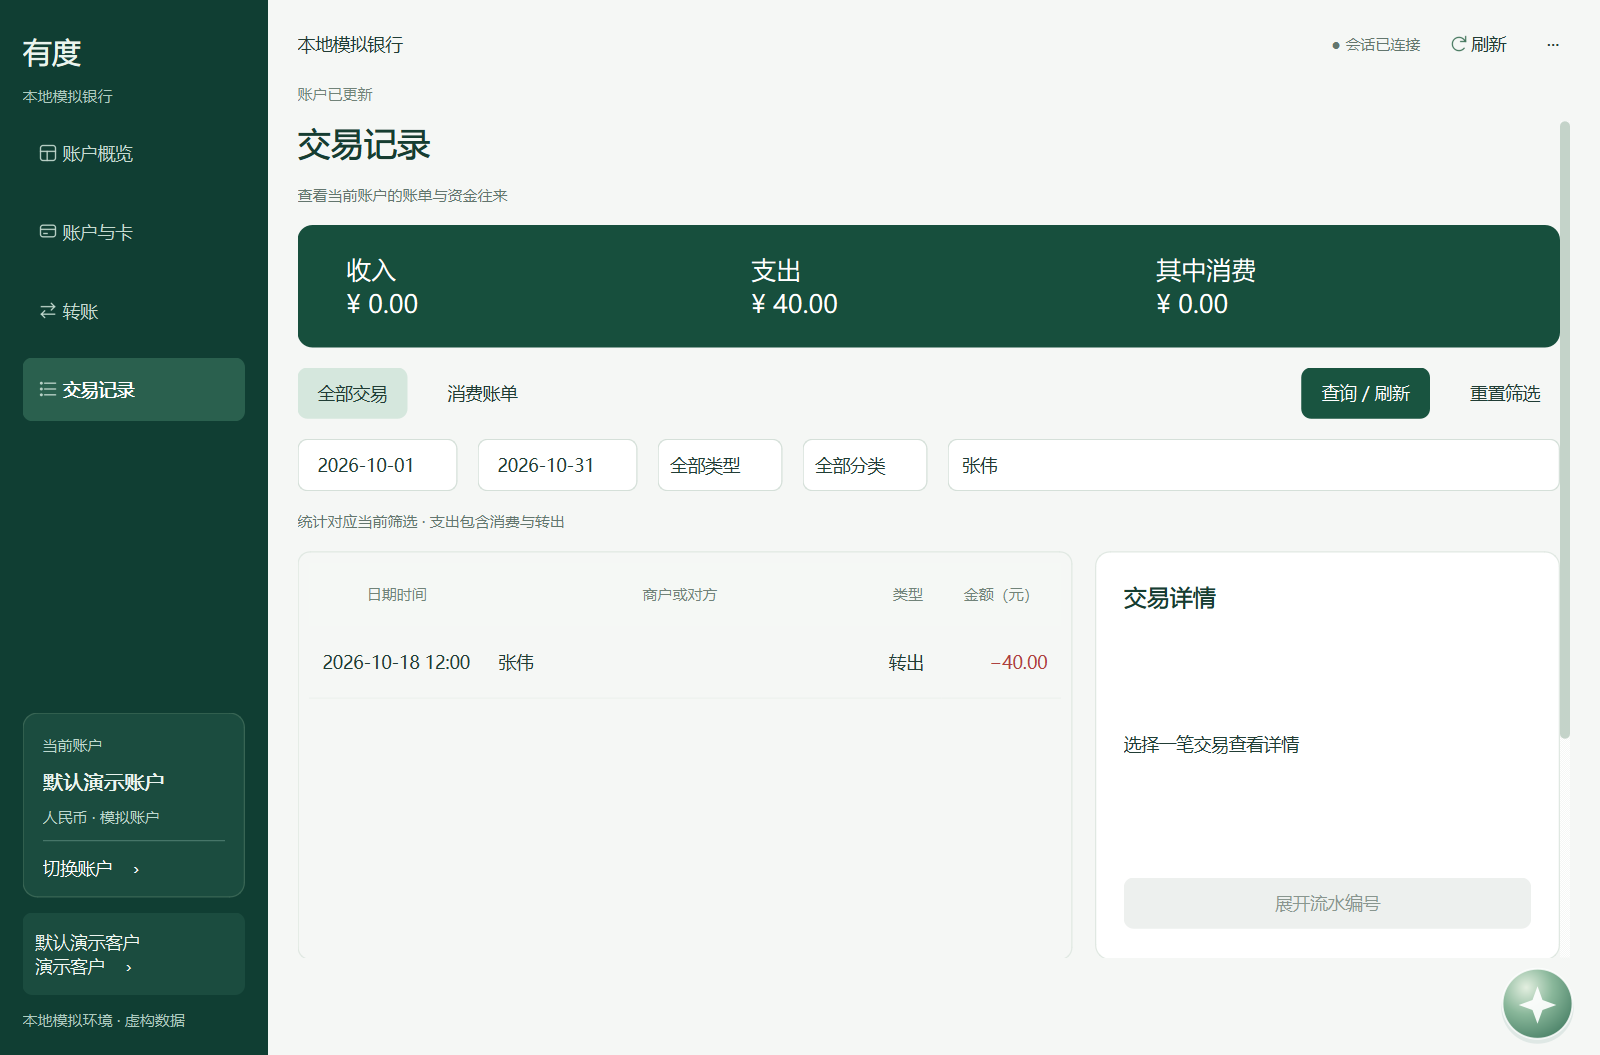 有度
本地模拟银行
账户概览
账户与卡
转账
交易记录
当前账户
默认演示账户
人民币 · 模拟账户
切换账户 ›
默认演示客户
演示客户 ›
本地模拟环境 · 虚构数据
本地模拟银行
● 会话已连接 刷新 ···
账户已更新
交易记录
查看当前账户的账单与资金往来
收入 支出 其中消费
¥ 0.00 ¥ 40.00 ¥ 0.00
全部交易 消费账单 查询 / 刷新 重置筛选
2026-10-01 2026-10-31 全部类型 全部分类 张伟
统计对应当前筛选 · 支出包含消费与转出
日期时间 商户或对方 类型 金额（元）
2026-10-18 12:00 张伟 转出 −40.00
交易详情
选择一笔交易查看详情
展开流水编号